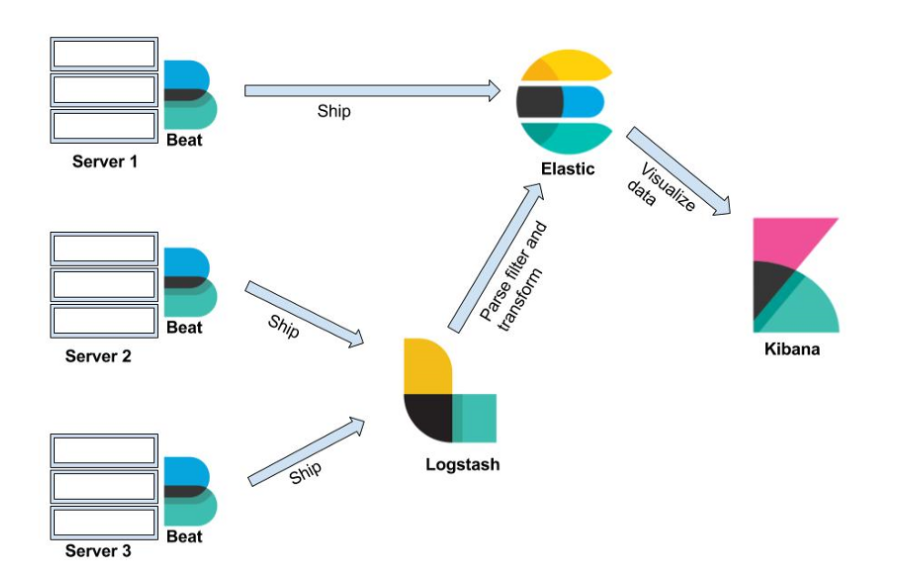 Beat
Server 1
Ship
Elastic
Visualize
data
Beat
Server 2
Ship
Parse filter and
transform
Kibana
Logstash
Ship
Beat
Server 3